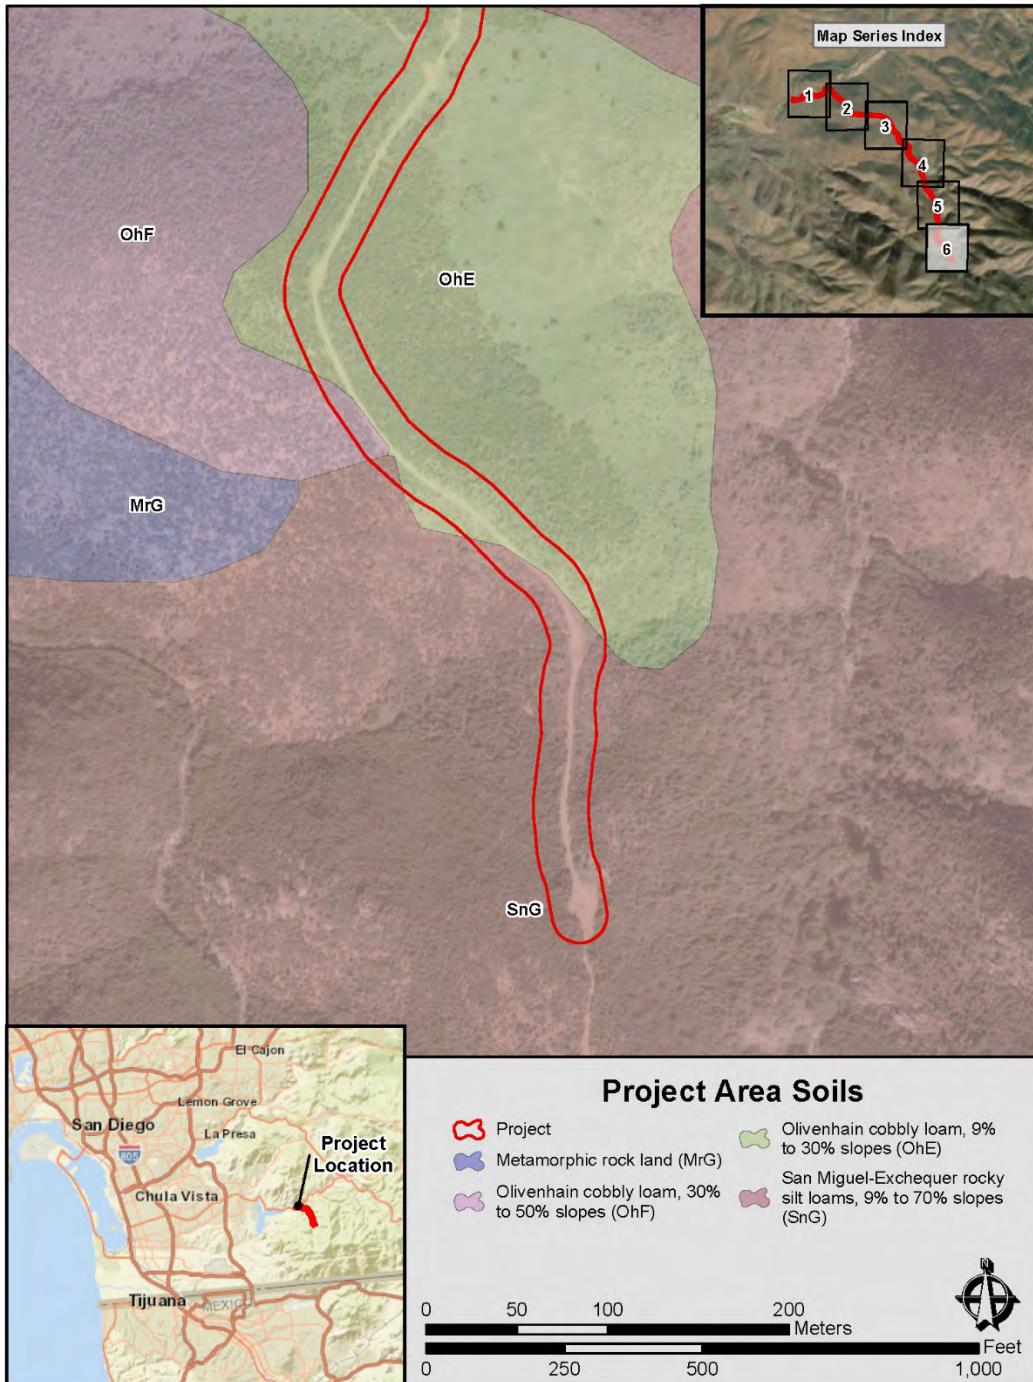 Map Series Index
1
2
3
4
5
6
OhF
OhE
MrG
SnG
El Cajon
Lemon Grove
San Diego
La Presa
805
Project
Location
Chula Vista
Tijuana
MEXICO
Project Area Soils
Project
Metamorphic rock land (MrG)
Olivenhain cobbly loam, 30%
to 50% slopes (OhF)
Olivenhain cobbly loam, 9%
to 30% slopes (OhE)
San Miguel-Exchequer rocky
silt loams, 9% to 70% slopes
(SnG)
N
0 50 100 200
Meters
Feet
0 250 500 1,000